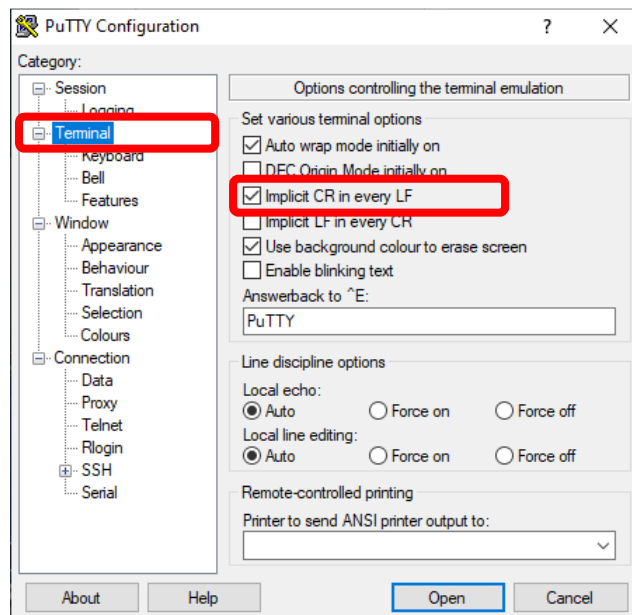 PuTTY Configuration
?
Category:
Session
Logging
Terminal
Keyboard
Bell
Features
Window
Appearance
Behaviour
Translation
Selection
Colours
Connection
Data
Proxy
Telnet
Rlogin
SSH
Serial
Options controlling the terminal emulation
Set various terminal options
Auto wrap mode initially on
DEC Origin Mode initially on
Implicit CR in every LF
Implicit LF in every CR
Use background colour to erase screen
Enable blinking text
Answerback to ^E:
PuTTY
Line discipline options
Local echo:
Auto Force on Force off
Local line editing:
Auto Force on Force off
Remote-controlled printing
Printer to send ANSI printer output to:
About Help Open Cancel